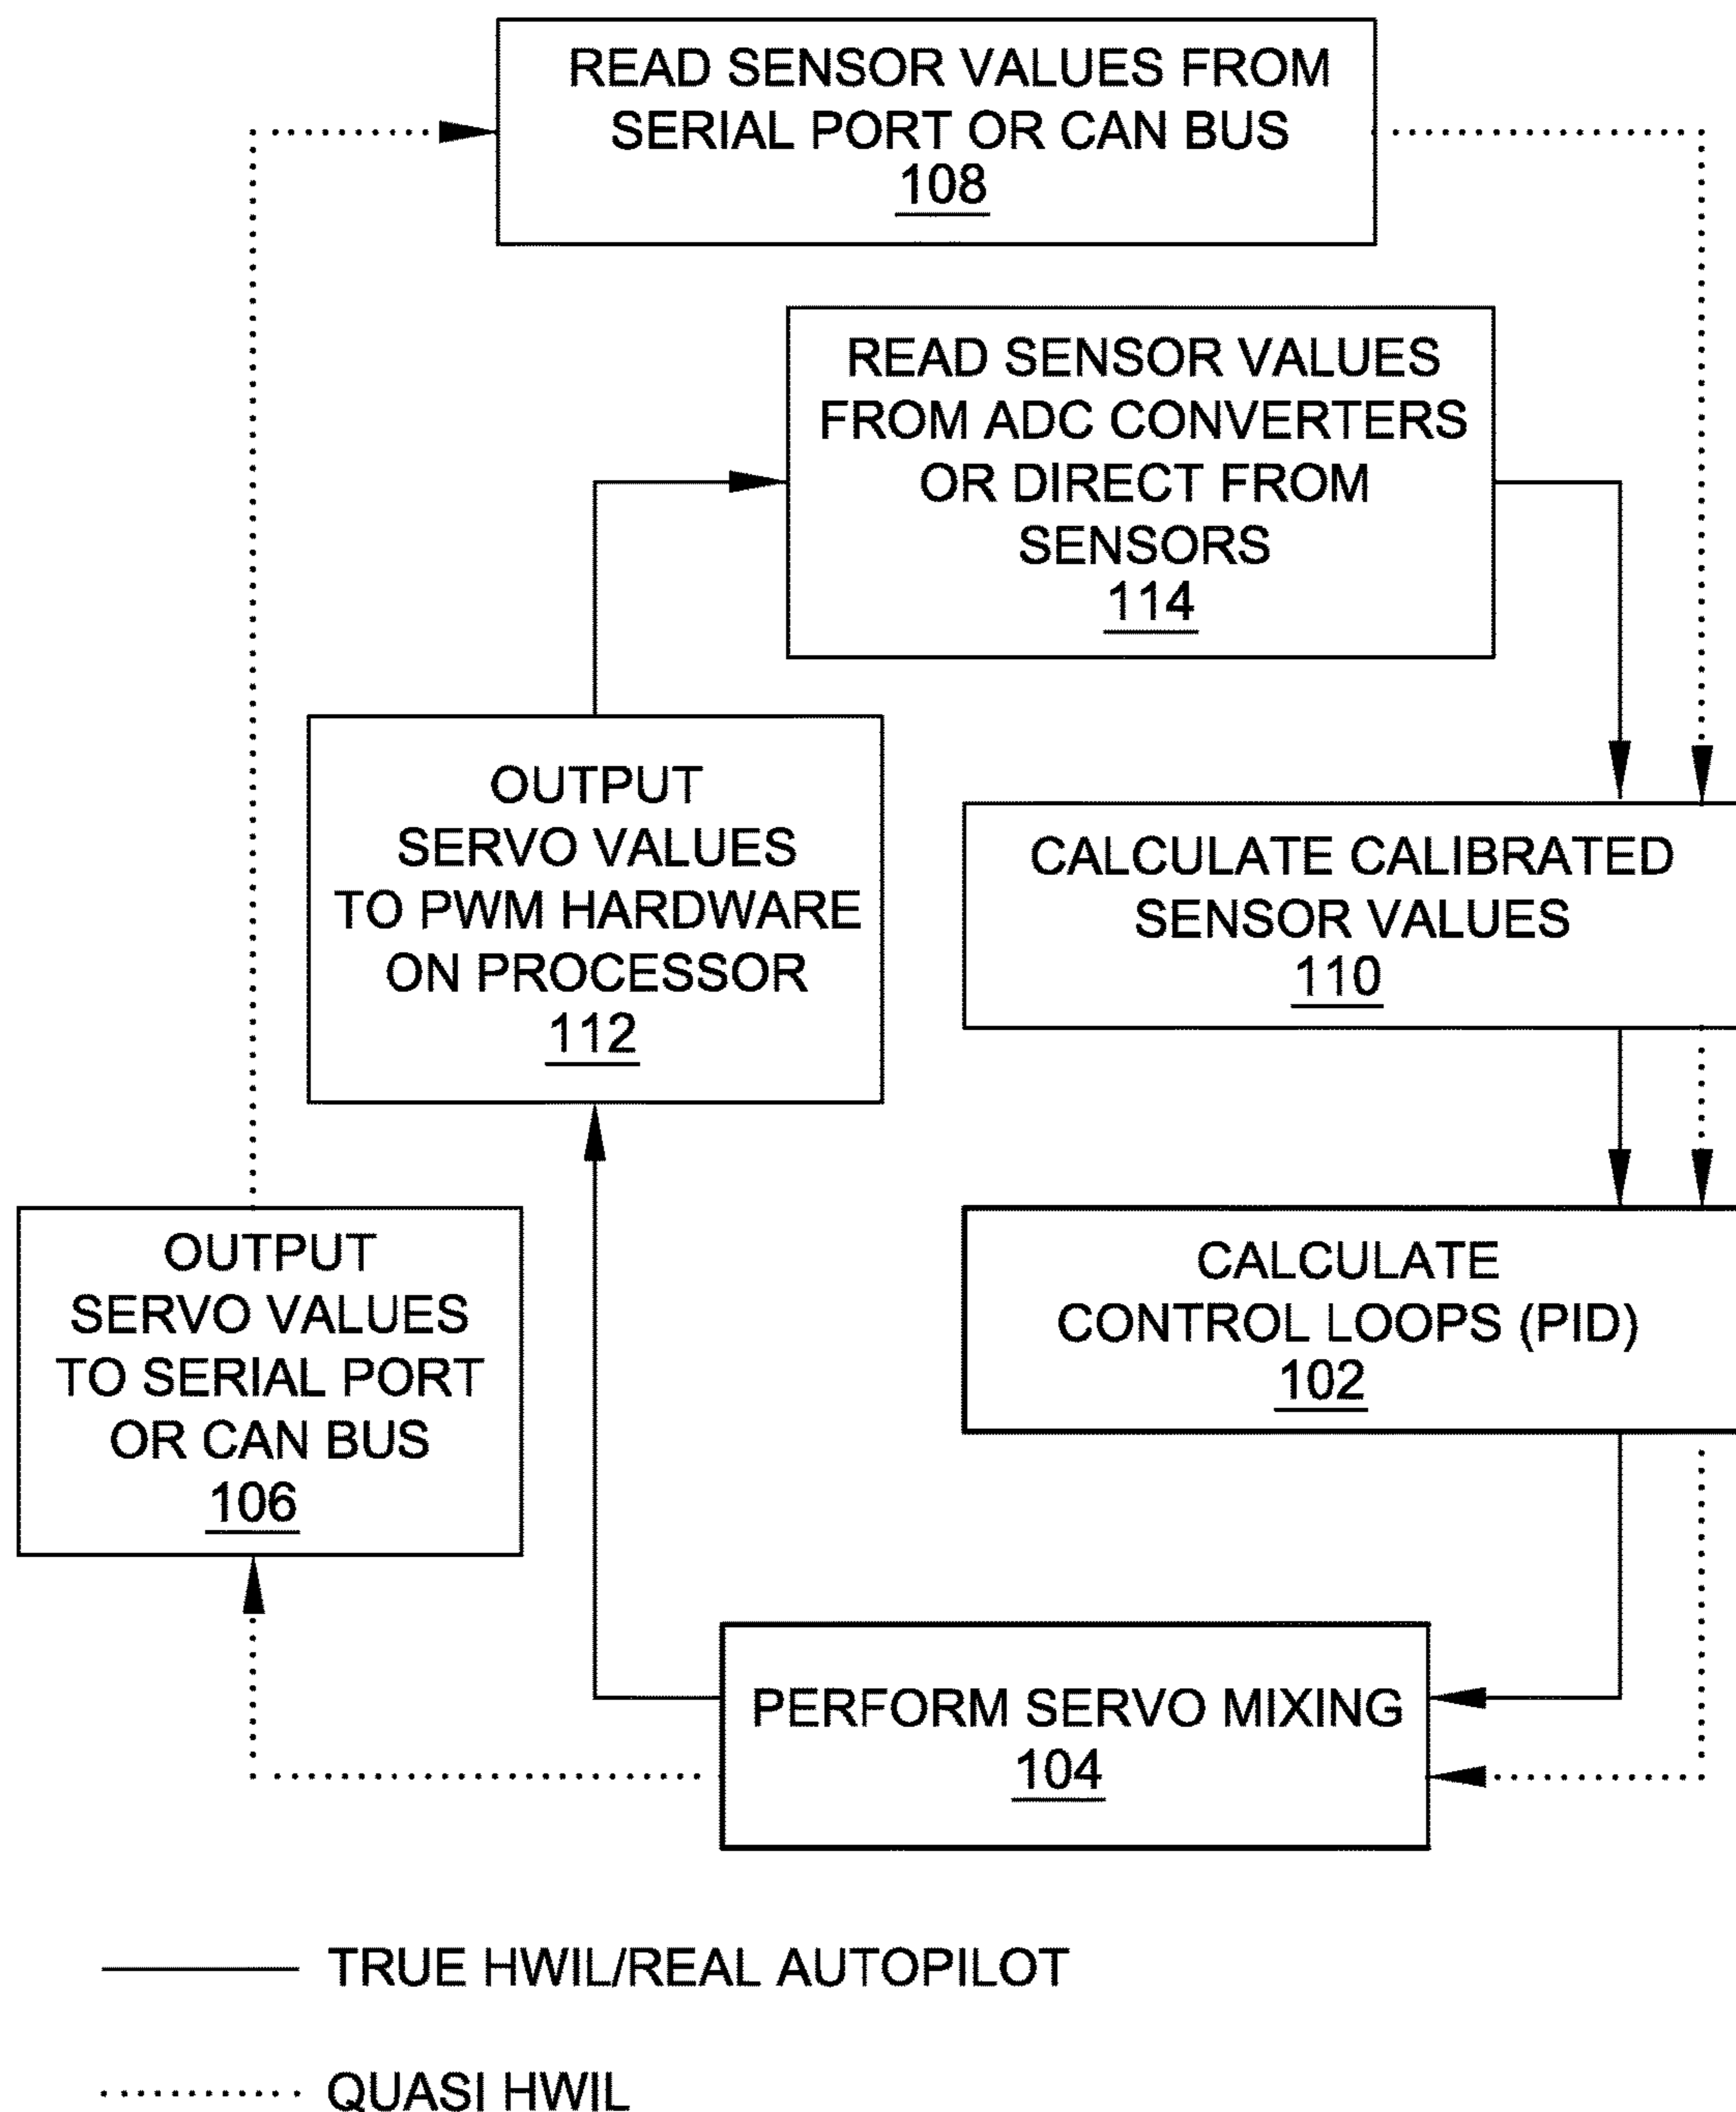 READ SENSOR VALUES FROM
SERIAL PORT OR CAN BUS
108
READ SENSOR VALUES
FROM ADC CONVERTERS
OR DIRECT FROM
SENSORS
114
OUTPUT
SERVO VALUES
TO PWM HARDWARE
ON PROCESSOR
112
CALCULATE CALIBRATED
SENSOR VALUES
110
OUTPUT
SERVO VALUES
TO SERIAL PORT
OR CAN BUS
106
CALCULATE
CONTROL LOOPS (PID)
102
PERFORM SERVO MIXING
104
TRUE HWIL/REAL AUTOPILOT
QUASI HWIL